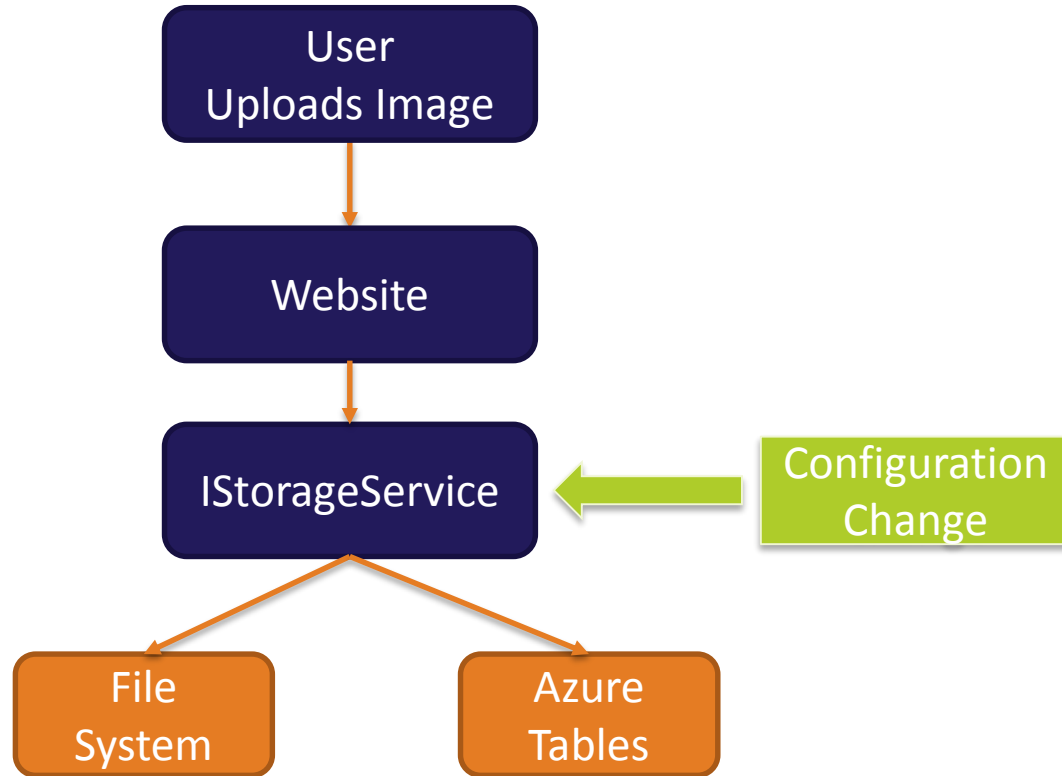 User
Uploads Image
Website
IStorageService
Configuration
Change
File
System
Azure
Tables